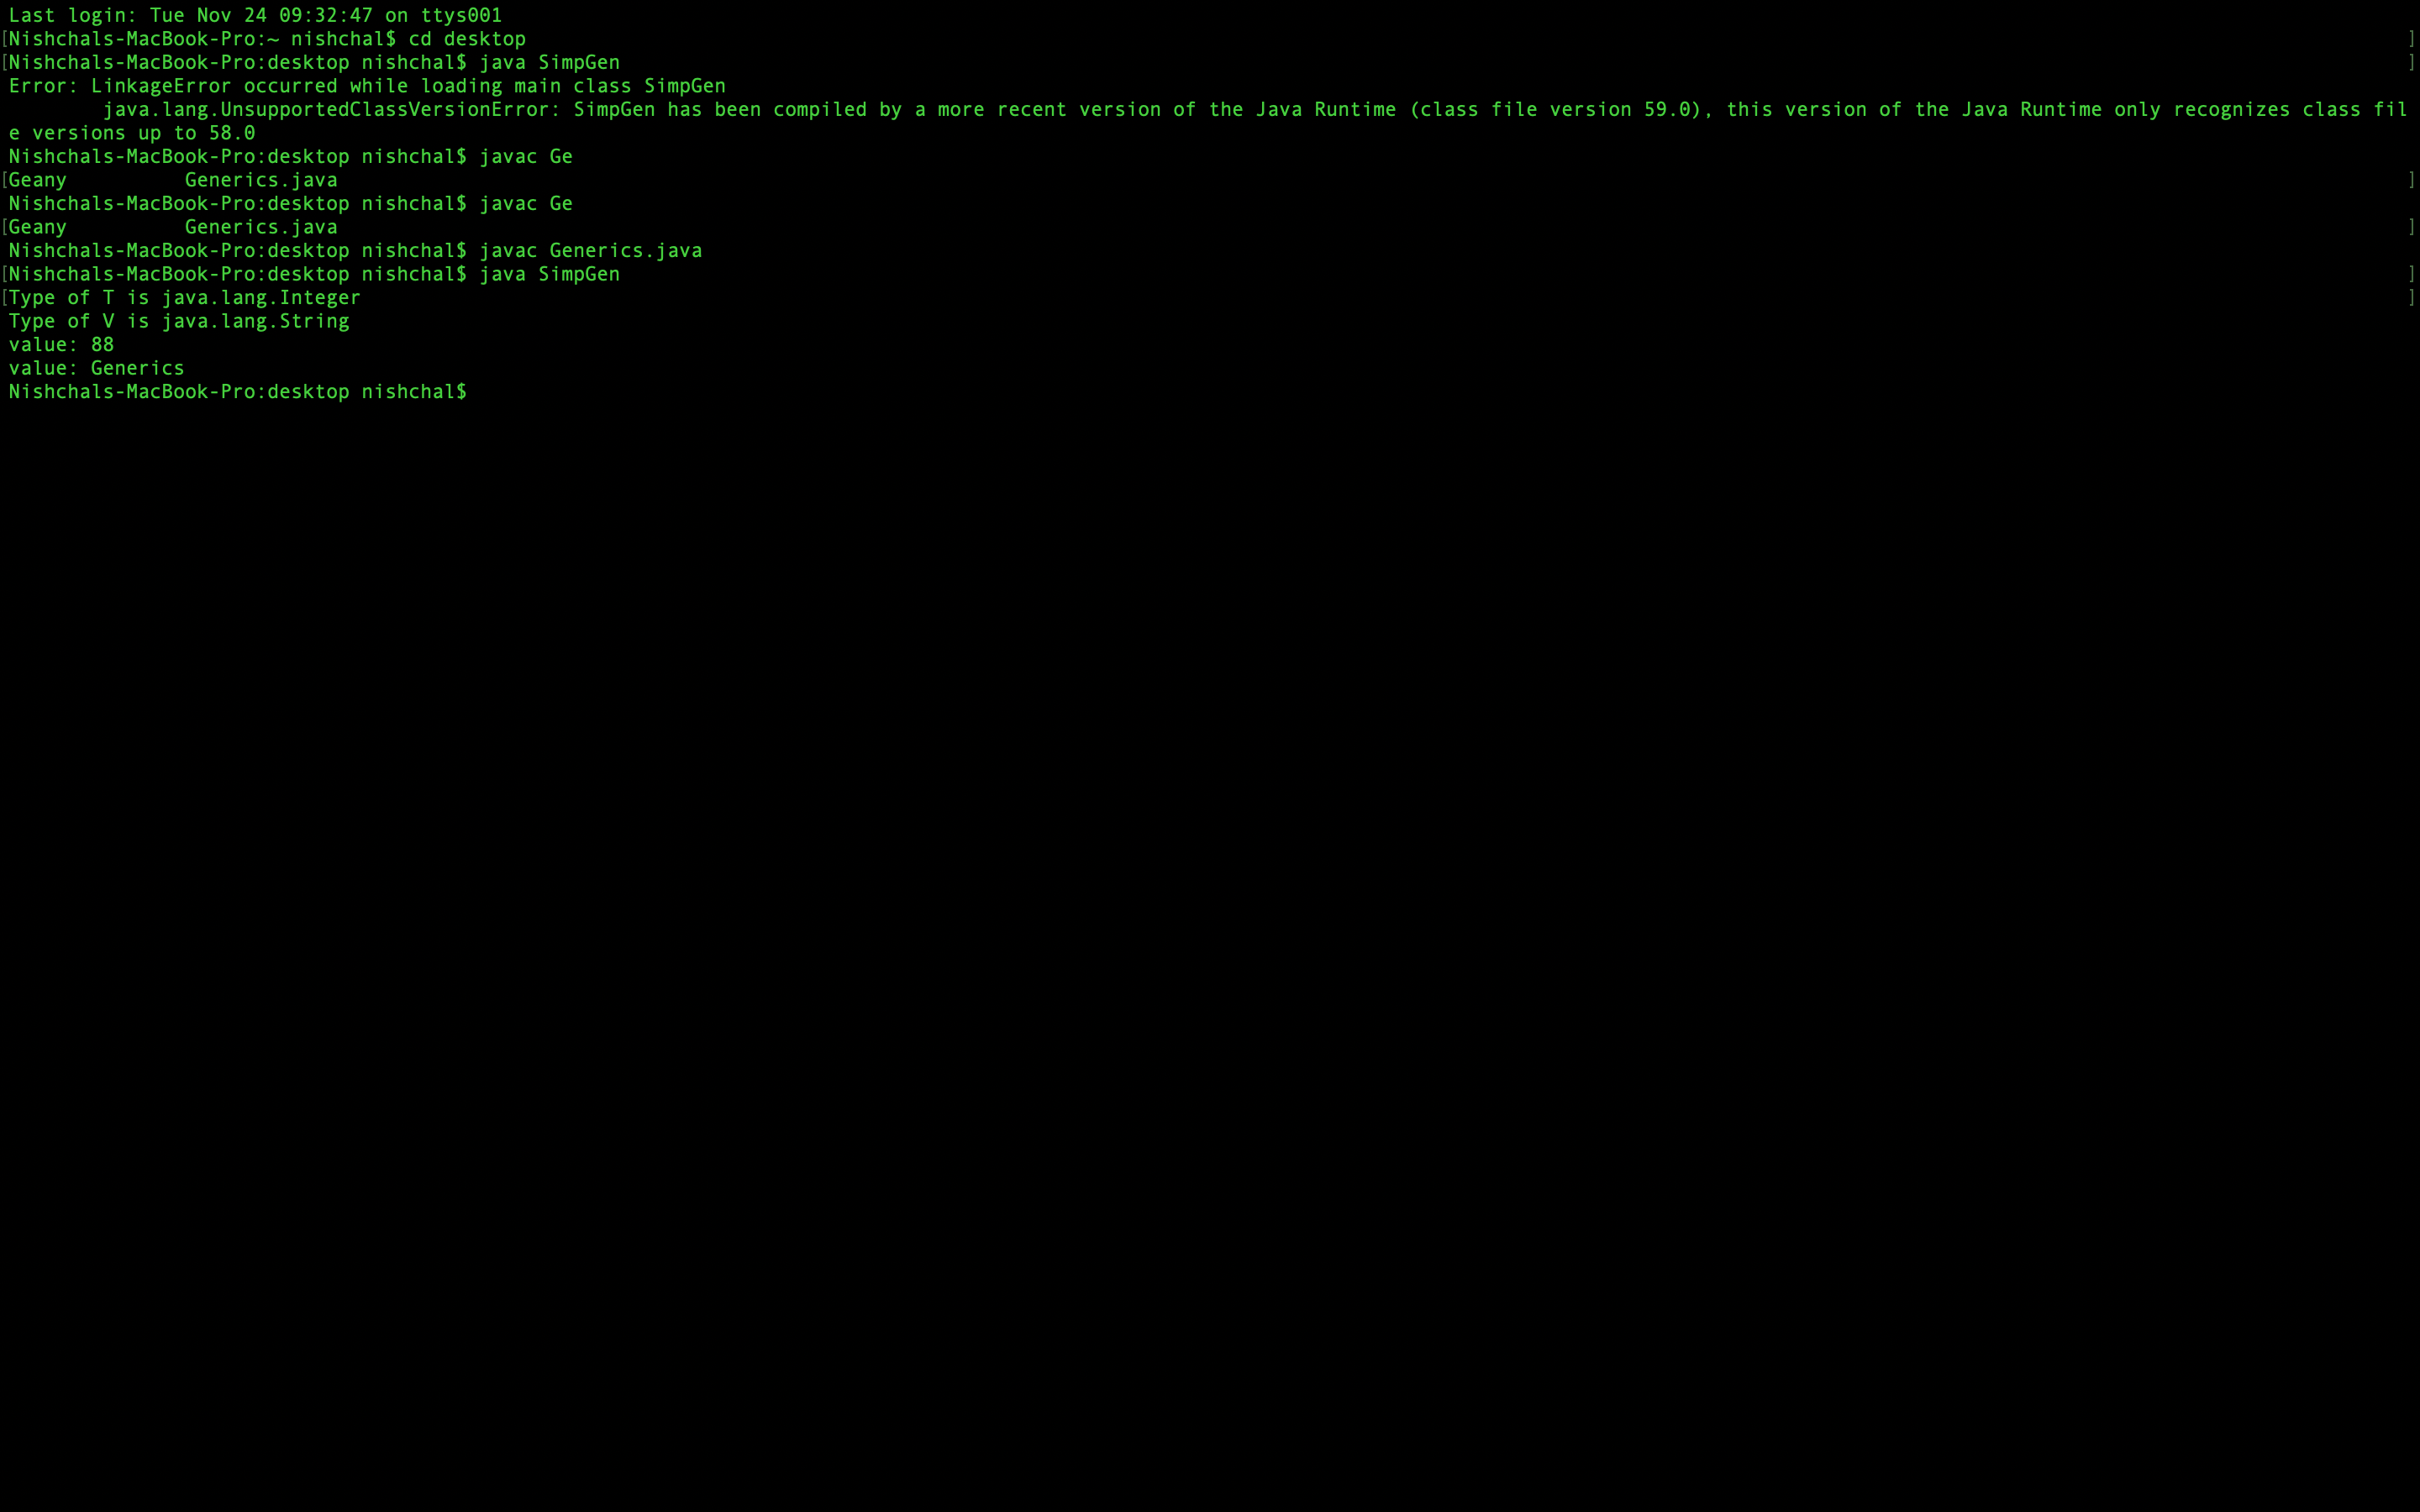 Last login: Tue Nov 24 09:32:47 on ttys001
[Nishchals-MacBook-Pro:~ nishchal$ cd desktop ]
[Nishchals-MacBook-Pro:desktop nishchal$ java SimpGen ]
Error: LinkageError occurred while loading main class SimpGen
        java.lang.UnsupportedClassVersionError: SimpGen has been compiled by a more recent version of the Java Runtime (class file version 59.0), this version of the Java Runtime only recognizes class fil
e versions up to 58.0
Nishchals-MacBook-Pro:desktop nishchal$ javac Ge
[Geany          Generics.java ]
Nishchals-MacBook-Pro:desktop nishchal$ javac Ge
[Geany          Generics.java ]
Nishchals-MacBook-Pro:desktop nishchal$ javac Generics.java
[Nishchals-MacBook-Pro:desktop nishchal$ java SimpGen ]
[Type of T is java.lang.Integer ]
Type of V is java.lang.String
value: 88
value: Generics
Nishchals-MacBook-Pro:desktop nishchal$